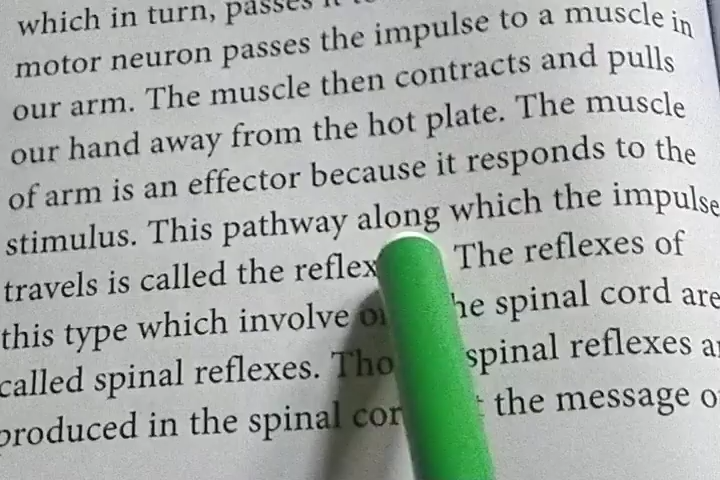 which in turn, passes it
motor neuron passes the impulse to a muscle in
our arm. The muscle then contracts and pulls
our hand away from the hot plate. The muscle
of arm is an effector because it responds to the
stimulus. This pathway along which the impulse
travels is called the reflex The reflexes of
this type which involve spinal cord are
called spinal reflexes. spinal reflexes
produced in the spinal the message